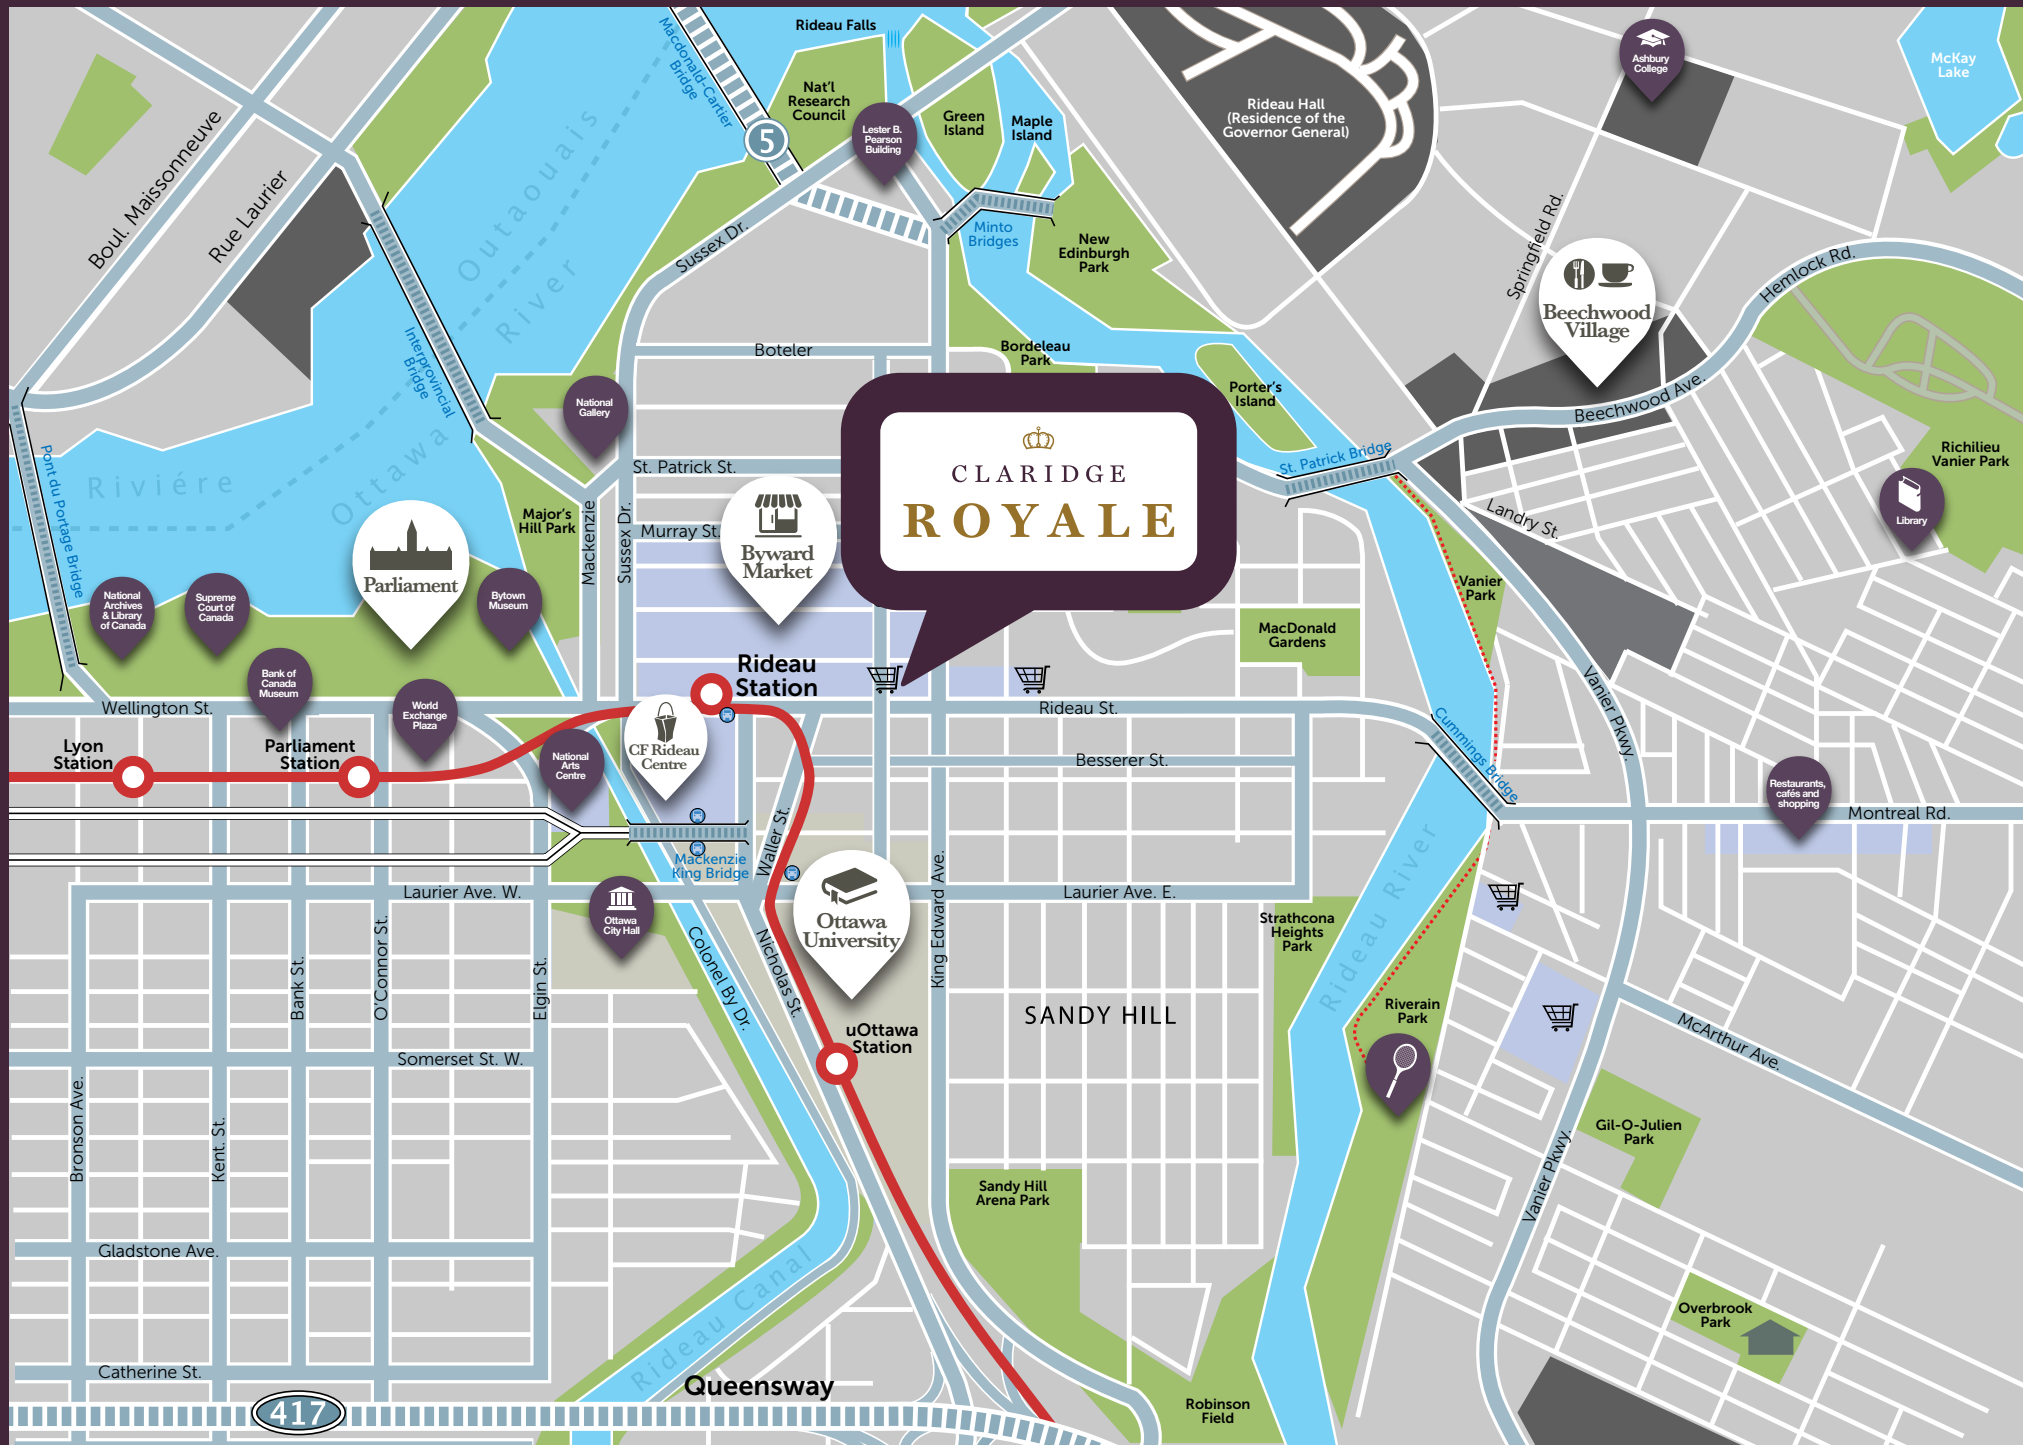 Rideau Falls
Macdonald-Cartier
Bridge
5
Nat'l
Research
Council
Lester B.
Pearson
Building
Green
Island
Maple
Island
Rideau Hall
(Residence of the
Governor General)
Ashbury
College
McKay
Lake
Boul. Maissonneuve
Rue Laurier
Outaouais
River
Sussex Dr.
Minto
Bridges
New
Edinburgh
Park
Springfield Rd.
Beechwood
Village
Hemlock Rd.
Interprovincial
Bridge
Boteler
Bordeleau
Park
Porter's
Island
Beechwood Ave.
National
Gallery
St. Patrick St.
CLARIDGE
ROYALE
St. Patrick Bridge
Richilieu
Vanier Park
Library
Pont du Portage Bridge
Riviére
Ottawa
Parliament
Major's
Hill Park
Mackenzie
Sussex Dr.
Murray St.
Byward
Market
Landry St.
Vanier
Park
National
Archives
& Library
of Canada
Supreme
Court of
Canada
Bytown
Museum
MacDonald
Gardens
Bank of
Canada
Museum
World
Exchange
Plaza
Rideau
Station
Wellington St.
Rideau St.
Vanier Pkwy.
Cummings Bridge
Lyon
Station
Parliament
Station
National
Arts
Centre
CF Rideau
Centre
Besserer St.
Restaurants,
cafés and
shopping
Montreal Rd.
Waller St.
Mackenzie
King Bridge
Laurier Ave. W.
Ottawa
City Hall
Ottawa
University
King Edward Ave.
Laurier Ave. E.
Strathcona
Heights
Park
Rideau River
Bank St.
O'Connor St.
Elgin St.
Colonel By Dr.
Nicholas St.
uOttawa
Station
SANDY HILL
Riverain
Park
McArthur Ave.
Somerset St. W.
Bronson Ave.
Kent. St.
Gil-O-Julien
Park
Vanier Pkwy.
Sandy Hill
Arena Park
Gladstone Ave.
Rideau Canal
Overbrook
Park
Catherine St.
Queensway
417
Robinson
Field